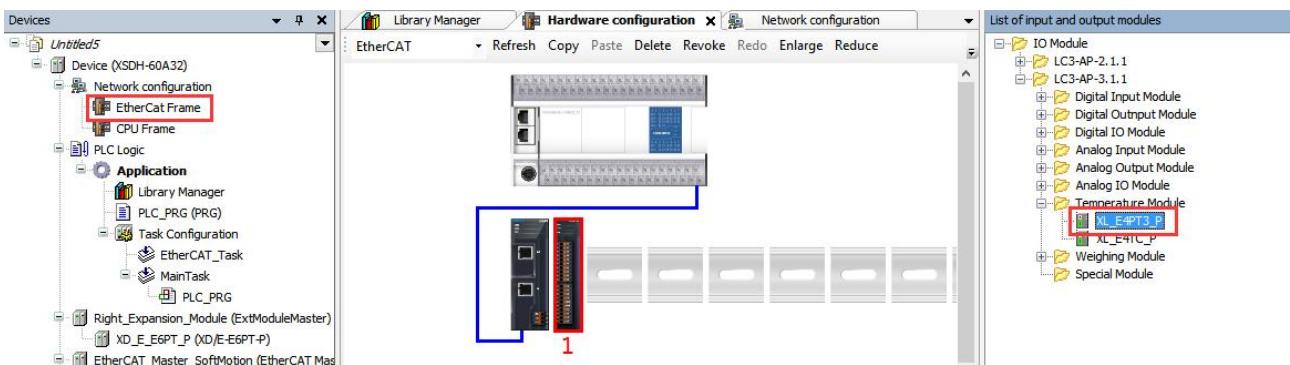 Devices
Untitled5
Device (XSDH-60A32)
Network configuration
EtherCat Frame
CPU Frame
PLC Logic
Application
Library Manager
PLC_PRG (PRG)
Task Configuration
EtherCAT_Task
MainTask
PLC_PRG
Right_Expansion_Module (ExtModuleMaster)
XD_E_E6PT_P (XD/E-E6PT-P)
EtherCAT_Master_SoftMotion (EtherCAT Mas
Library Manager Hardware configuration Network configuration
EtherCAT Refresh Copy Paste Delete Revoke Redo Enlarge Reduce
1
List of input and output modules
IO Module
LC3-AP-2.1.1
LC3-AP-3.1.1
Digital Input Module
Digital Outnput Module
Digital IO Module
Analog Input Module
Analog Output Module
Analog IO Module
Temperature Module
XL_E4PT3_P
XL_E4TC_P
Weighing Module
Special Module